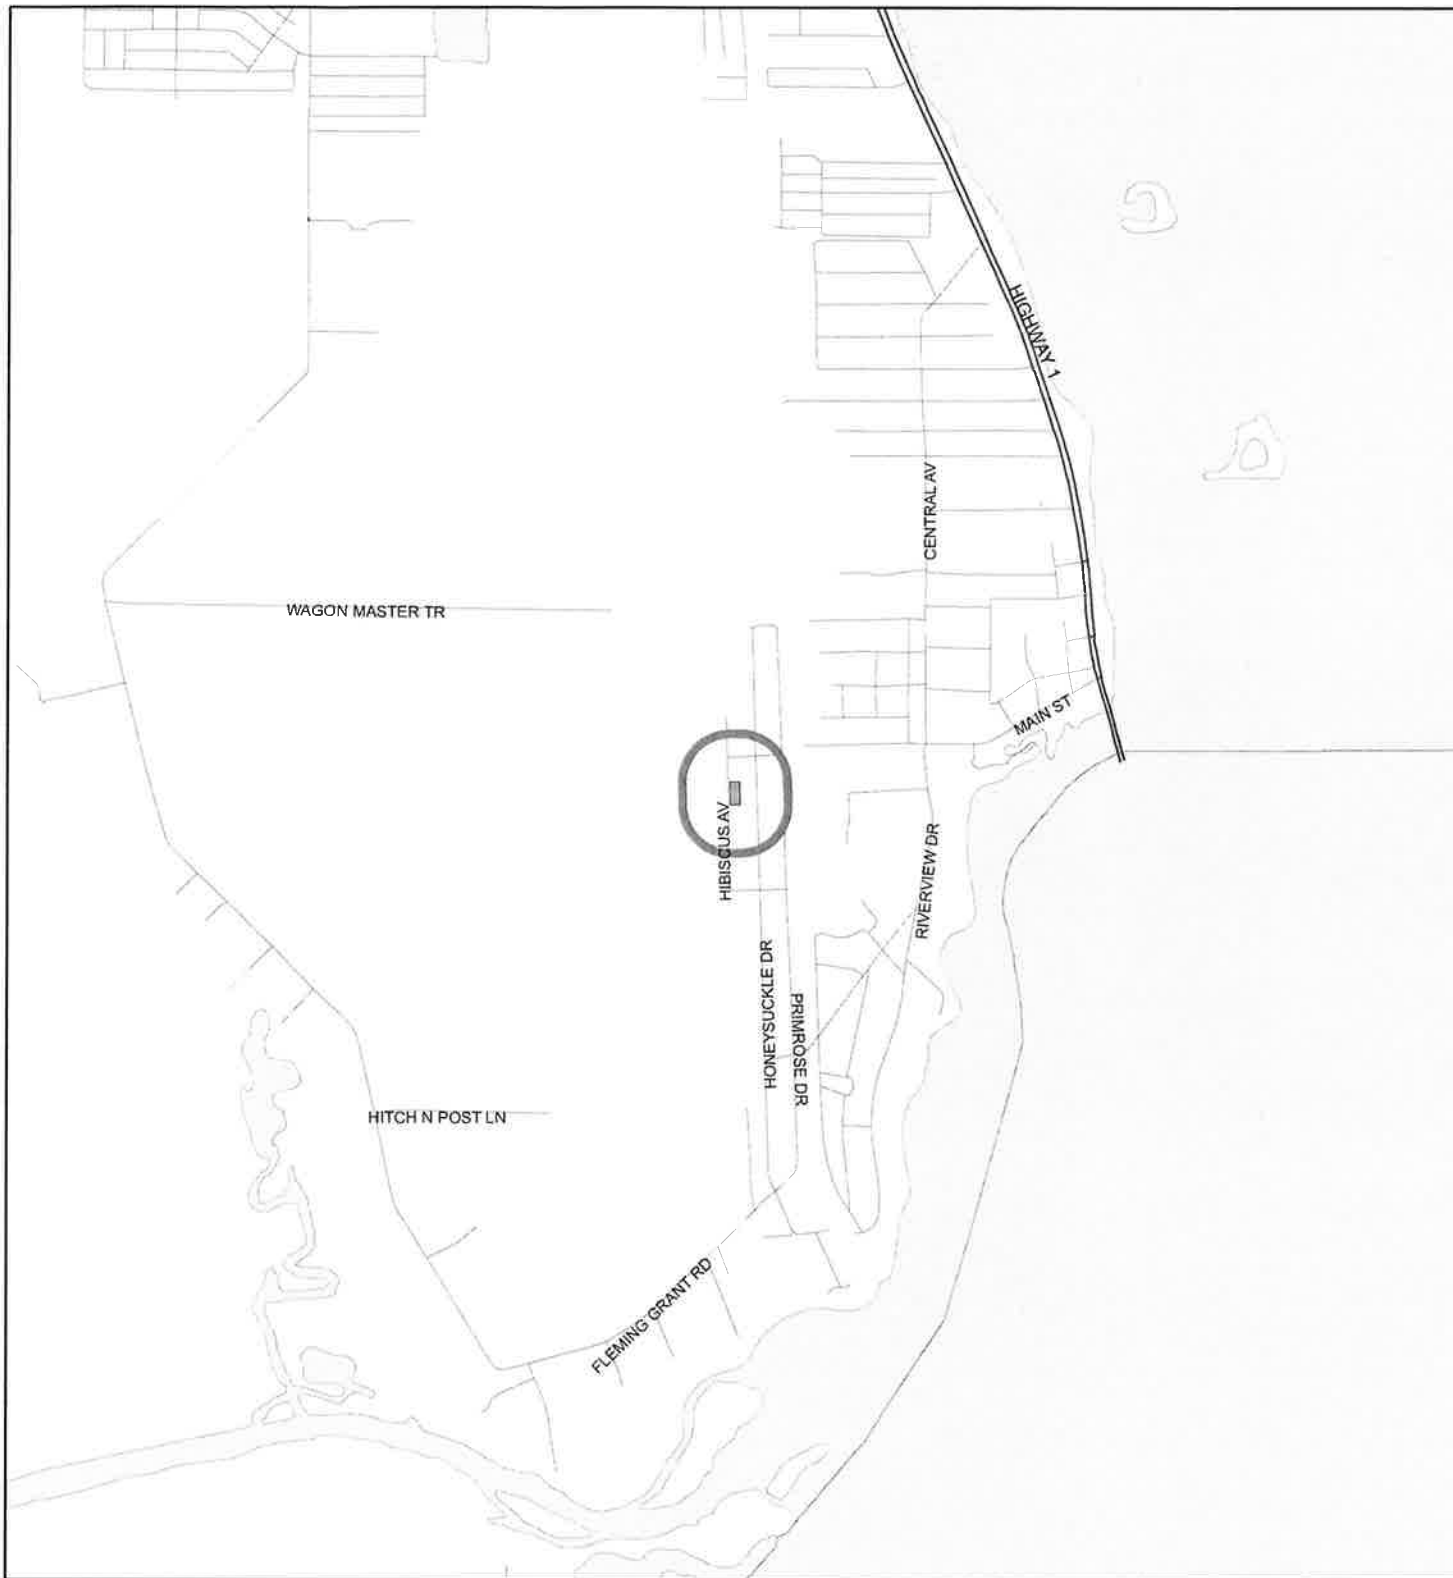 HIGHWAY 1
CENTRAL AV
WAGON MASTER TR
MAIN ST
HIBISCUS AV
RIVERVIEW DR
HONEYSUCKLE DR
PRIMROSE DR
HITCH N POST LN
FLEMING GRANT RD